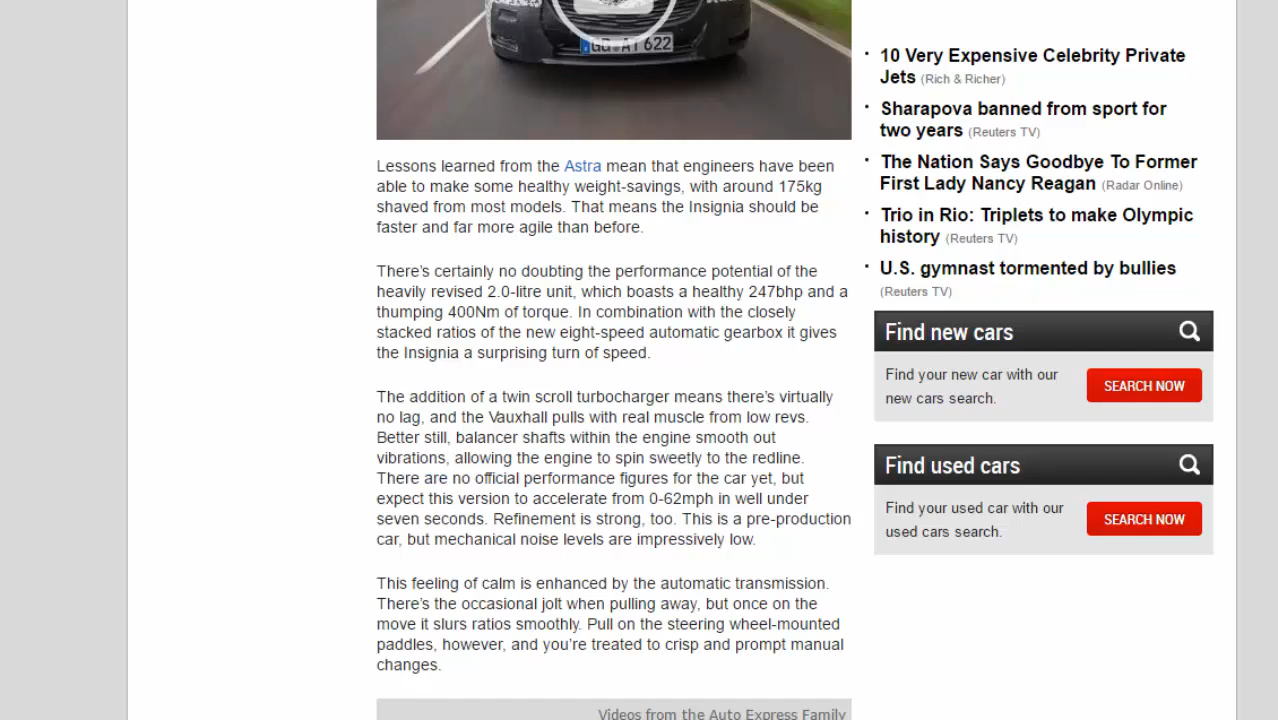 GG AT 622
Lessons learned from the Astra mean that engineers have been
able to make some healthy weight-savings, with around 175kg
shaved from most models. That means the Insignia should be
faster and far more agile than before.
There's certainly no doubting the performance potential of the
heavily revised 2.0-litre unit, which boasts a healthy 247bhp and a
thumping 400Nm of torque. In combination with the closely
stacked ratios of the new eight-speed automatic gearbox it gives
the Insignia a surprising turn of speed.
The addition of a twin scroll turbocharger means there's virtually
no lag, and the Vauxhall pulls with real muscle from low revs.
Better still, balancer shafts within the engine smooth out
vibrations, allowing the engine to spin sweetly to the redline.
There are no official performance figures for the car yet, but
expect this version to accelerate from 0-62mph in well under
seven seconds. Refinement is strong, too. This is a pre-production
car, but mechanical noise levels are impressively low.
This feeling of calm is enhanced by the automatic transmission.
There's the occasional jolt when pulling away, but once on the
move it slurs ratios smoothly. Pull on the steering wheel-mounted
paddles, however, and you're treated to crisp and prompt manual
changes.
Videos from the Auto Express Family
10 Very Expensive Celebrity Private
Jets (Rich & Richer)
Sharapova banned from sport for
two years (Reuters TV)
The Nation Says Goodbye To Former
First Lady Nancy Reagan (Radar Online)
Trio in Rio: Triplets to make Olympic
history (Reuters TV)
U.S. gymnast tormented by bullies
(Reuters TV)
Find new cars
Find your new car with our
new cars search.
SEARCH NOW
Find used cars
Find your used car with our
used cars search.
SEARCH NOW